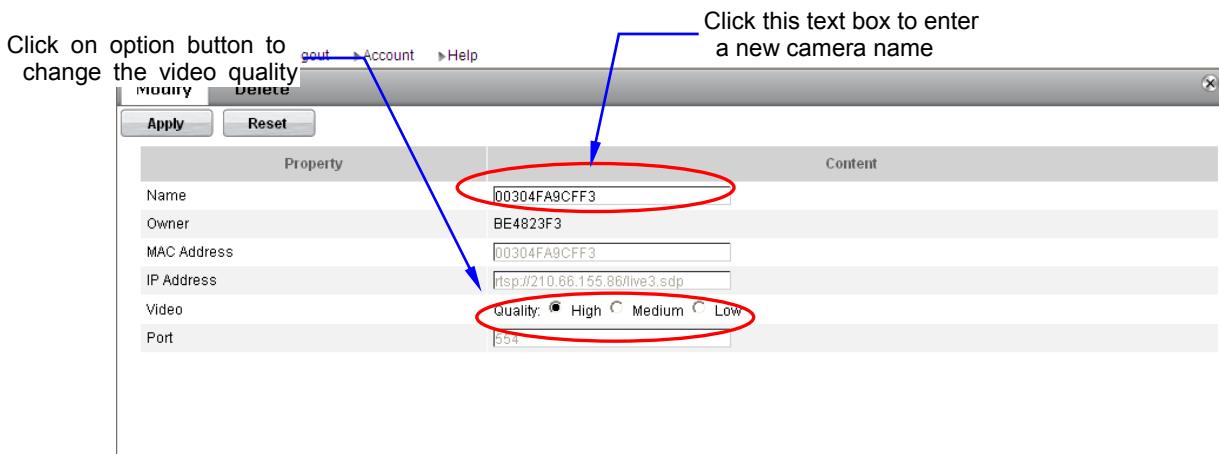 Click this text box to enter
a new camera name
Click on option button to
change the video quality
gout Account Help
Modify Delete
Apply Reset
Property Content
Name 00304FA9CFF3
Owner BE4823F3
MAC Address 00304FA9CFF3
IP Address rtsp://210.66.155.86/live3.sdp
Video Quality: High Medium Low
Port 554